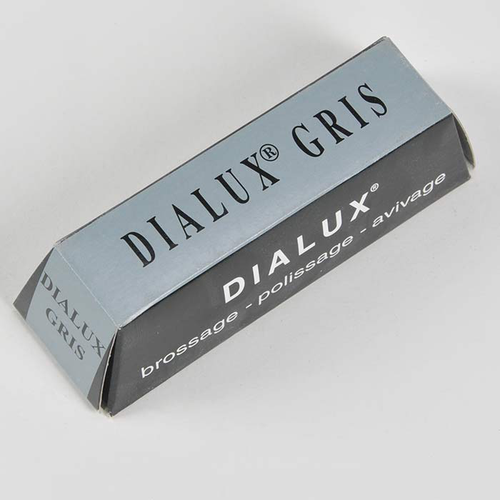 DIALUX® GRIS
DIALUX®
brossage - polissage - avivage
DIALUX
GRIS